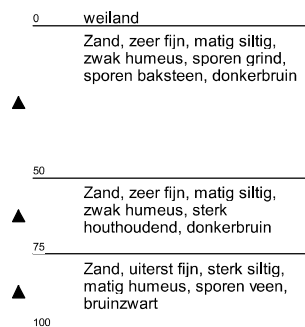 0 weiland
Zand, zeer fijn, matig siltig,
zwak humeus, sporen grind,
sporen baksteen, donkerbruin
50
Zand, zeer fijn, matig siltig,
zwak humeus, sterk
houthoudend, donkerbruin
75
Zand, uiterst fijn, sterk siltig,
matig humeus, sporen veen,
bruinzwart
100